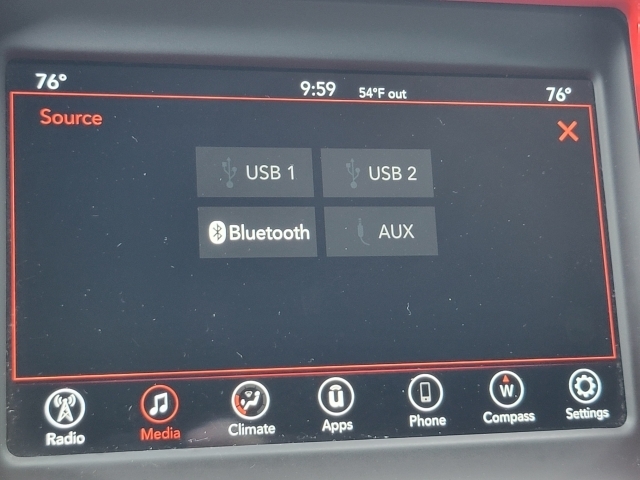 76° 9:59 54°F out 76°
Source
USB 1 USB 2
Bluetooth AUX
W
Radio Media Climate Apps Phone Compass Settings